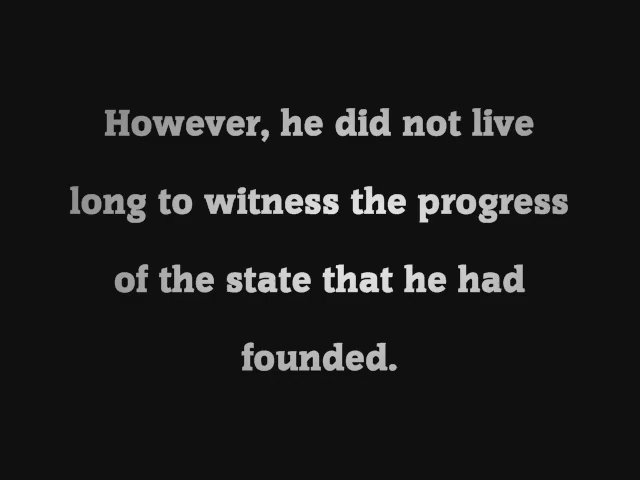 However, he did not live
long to witness the progress
of the state that he had
founded.